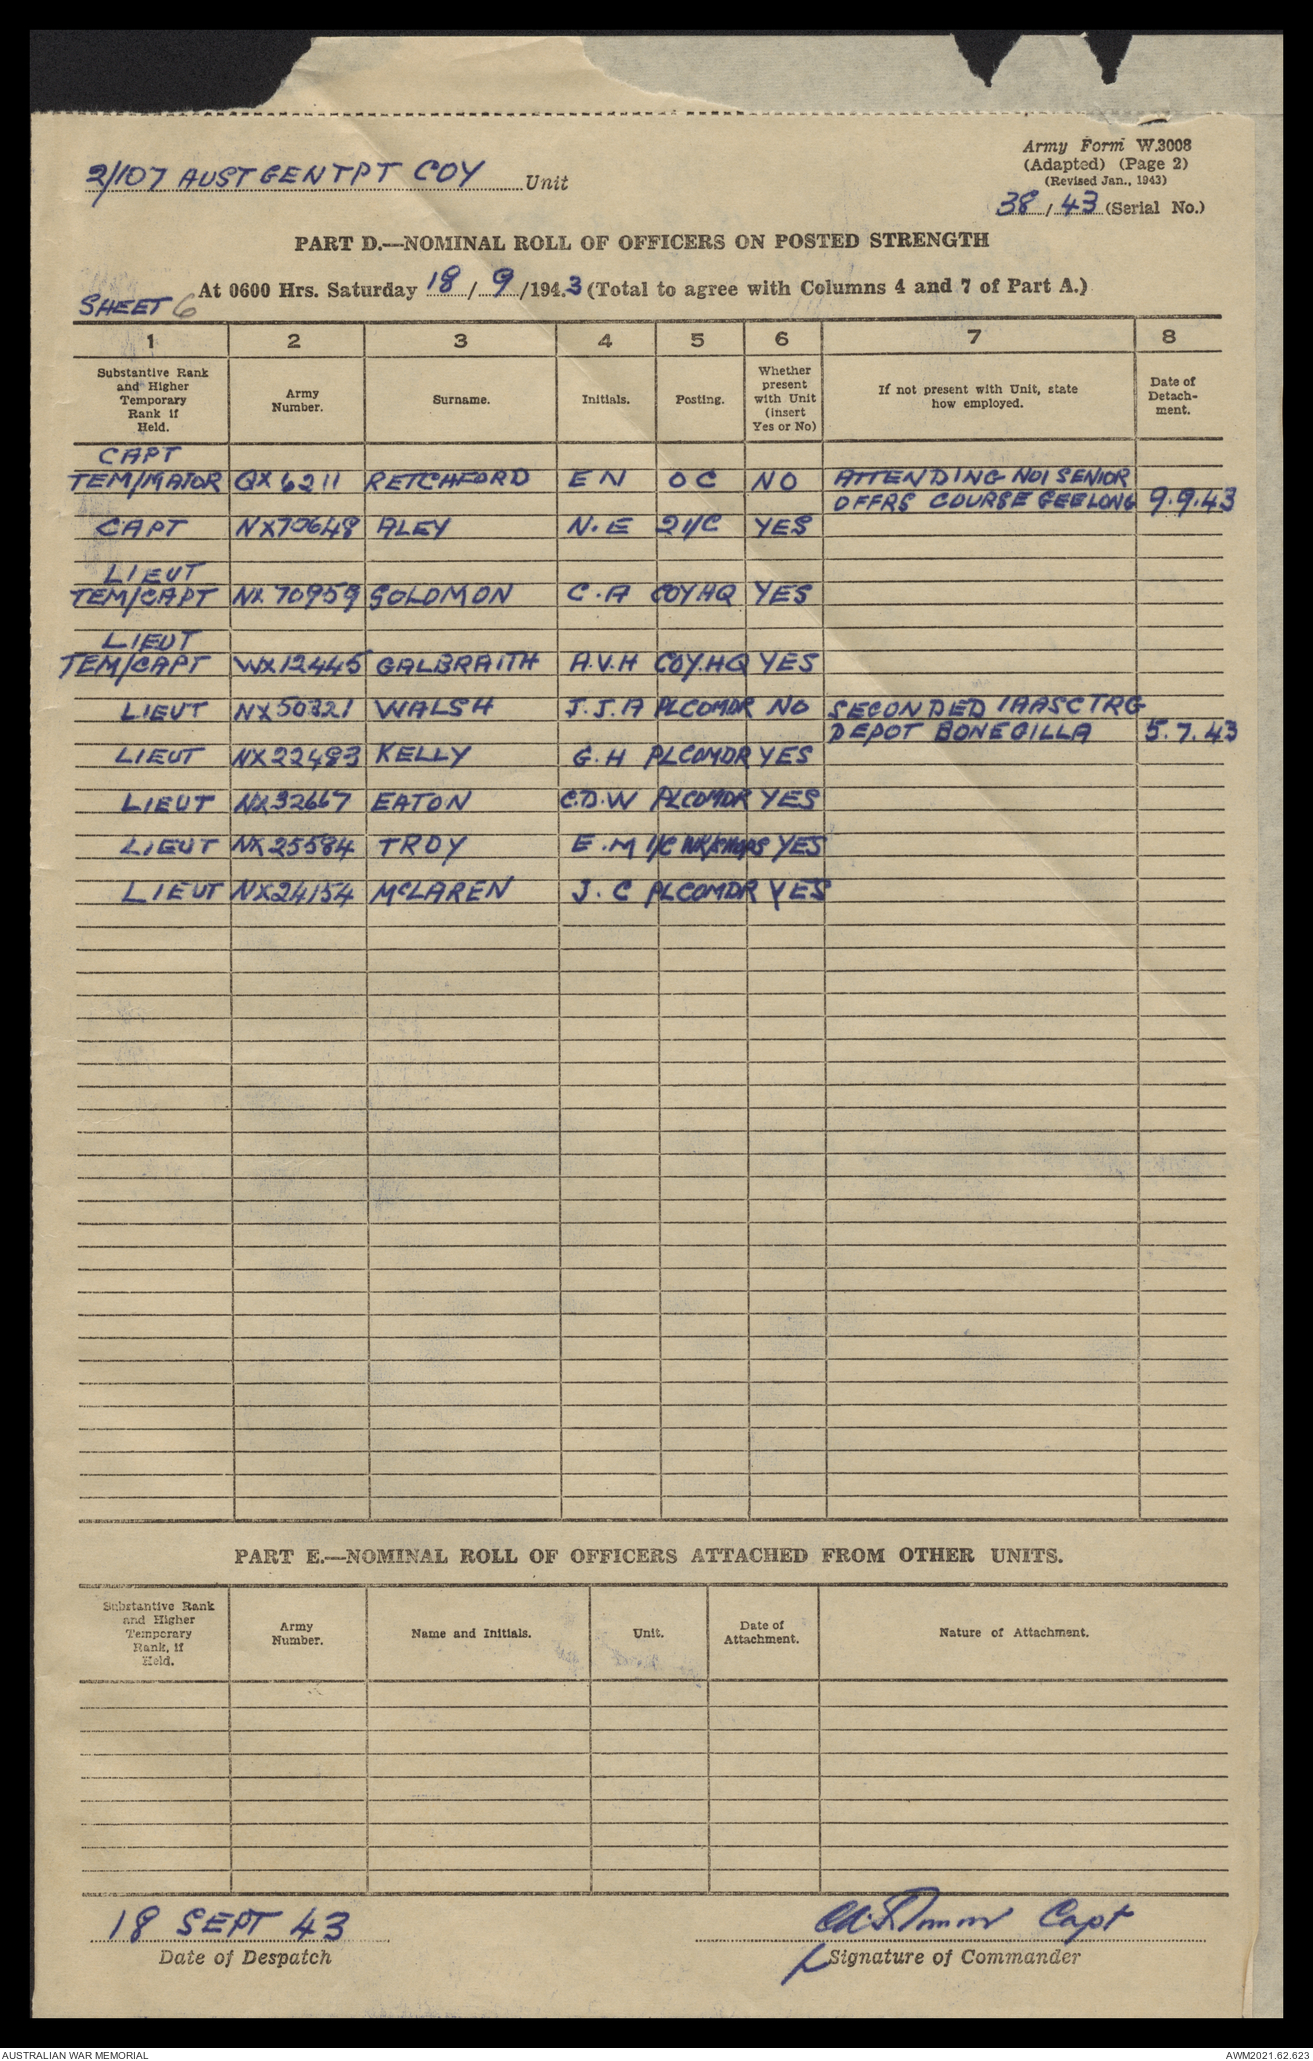 Army Form W.3008
(Adapted) (Page 2)
(Revised Jan., 1943)
2/107 AUST GEN TPT COY Unit
38 / 43 (Serial No.)
PART D.—NOMINAL ROLL OF OFFICERS ON POSTED STRENGTH
At 0600 Hrs. Saturday 18 / 9 /1943 (Total to agree with Columns 4 and 7 of Part A.)
SHEET 6
1 2 3 4 5 6 7 8
Substantive Rank and Higher Temporary Rank if Held.
Army Number.
Surname.
Initials.
Posting.
Whether present with Unit (insert Yes or No)
If not present with Unit, state how employed.
Date of Detachment.
CAPT
TEM/MAJOR QX6211 RETCHFORD E N O C NO ATTENDING NO1 SENIOR
OFFRS COURSE GEELONG 9.9.43
CAPT NX70648 ALEY N.E 2I/C YES
LIEUT
TEM/CAPT NX70959 SOLOMON C.A COY HQ YES
LIEUT
TEM/CAPT WX12445 GALBRAITH A.V.H COY.HQ YES
LIEUT NX50321 WALSH J.J.A PLCOMDR NO SECONDED 1AASC TRG
DEPOT BONEGILLA 5.7.43
LIEUT NX22483 KELLY G.H PLCOMDR YES
LIEUT NX32667 EATON C.D.W PLCOMDR YES
LIEUT NX25584 TROY E.M I/C WK/SHOPS YES
LIEUT NX24154 McLAREN J.C PLCOMDR YES
PART E.—NOMINAL ROLL OF OFFICERS ATTACHED FROM OTHER UNITS.
Substantive Rank and Higher Temporary Rank, if Held.
Army Number.
Name and Initials.
Unit.
Date of Attachment.
Nature of Attachment.
18 SEPT 43
Capt
Date of Despatch
Signature of Commander
AUSTRALIAN WAR MEMORIAL
AWM2021.62.623